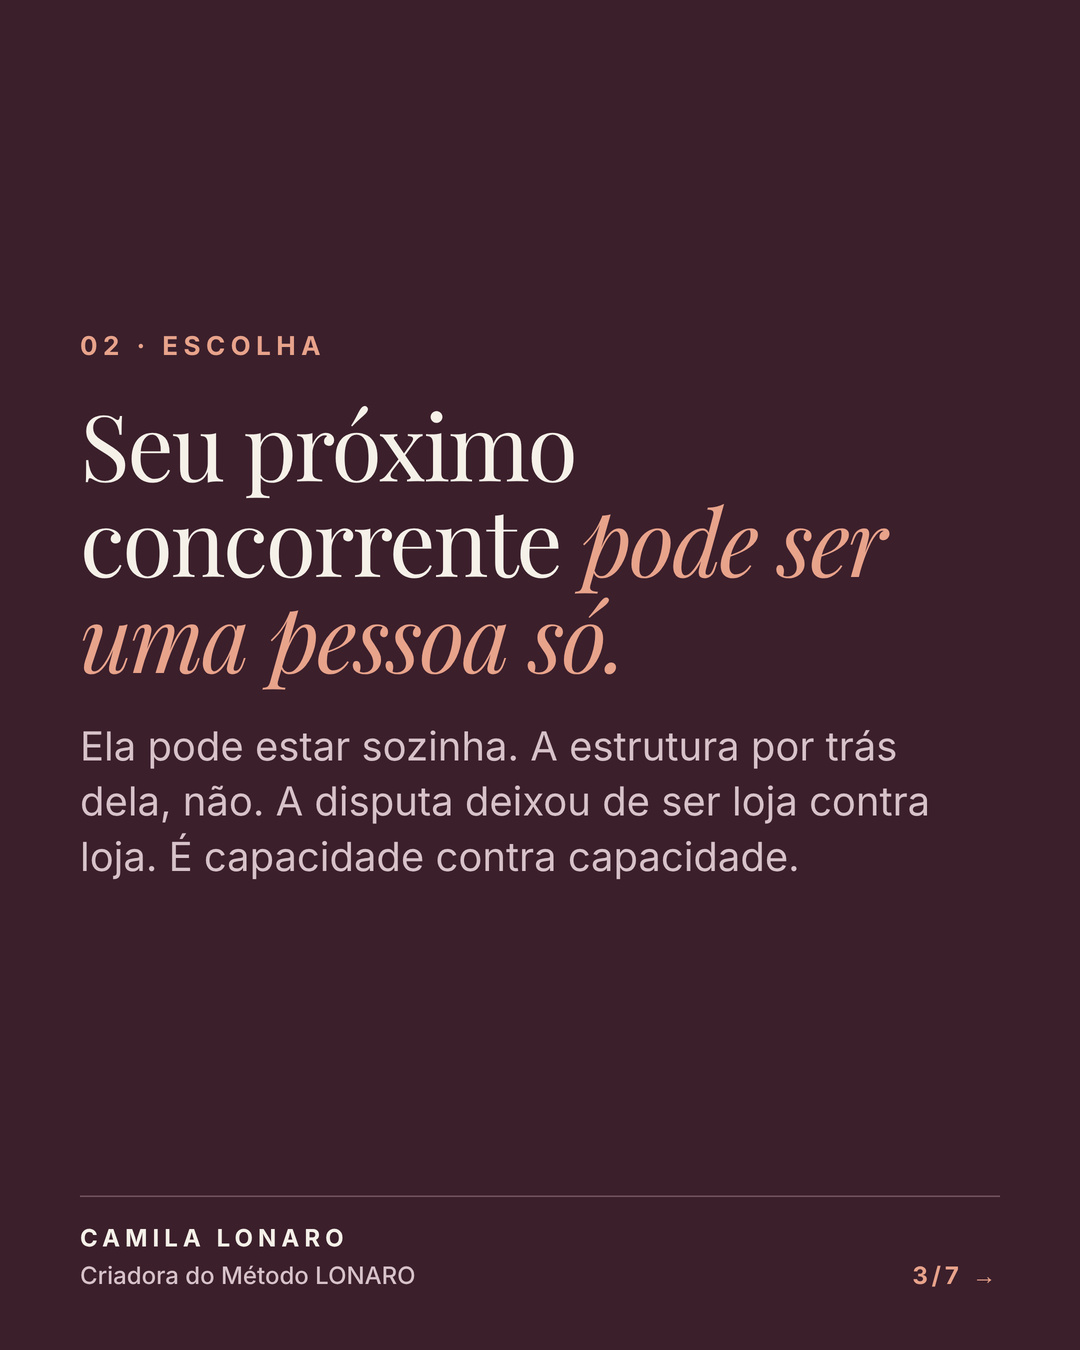 02 · ESCOLHA
Seu próximo
concorrente pode ser
uma pessoa só.
Ela pode estar sozinha. A estrutura por trás
dela, não. A disputa deixou de ser loja contra
loja. É capacidade contra capacidade.
CAMILA LONARO
Criadora do Método LONARO
3/7 →